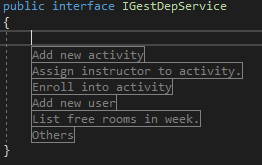 public interface IGestDepService
{
Add new activity
Assign instructor to activity.
Enroll into activity
Add new user
List free rooms in week.
Others
}